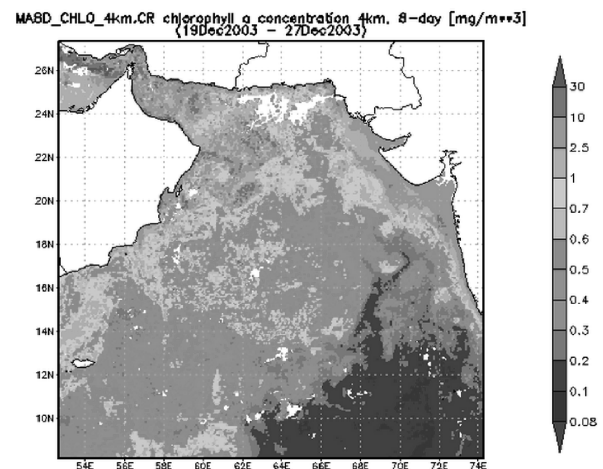 MA8D_CHLO_4km.CR chlorophyll a concentration 4km, 8-day [mg/m**3]
(19Dec2003 - 27Dec2003)
26N
24N
22N
20N
18N
16N
14N
12N
10N
54E 56E 58E 60E 62E 64E 66E 68E 70E 72E 74E
30
10
2.5
1
0.7
0.6
0.5
0.4
0.3
0.2
0.1
0.08